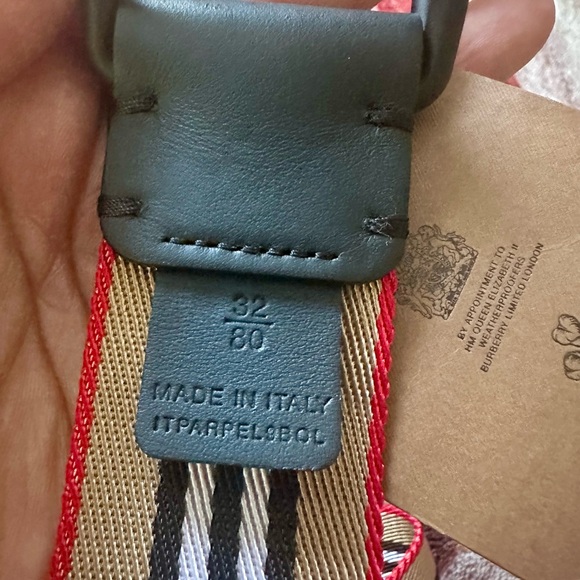 32
80
MADE IN ITALY
ITPARPEL9BOL
BY APPOINTMENT TO
HM QUEEN ELIZABETH II
WEATHERPROOFERS
BURBERRY LIMITED LONDON